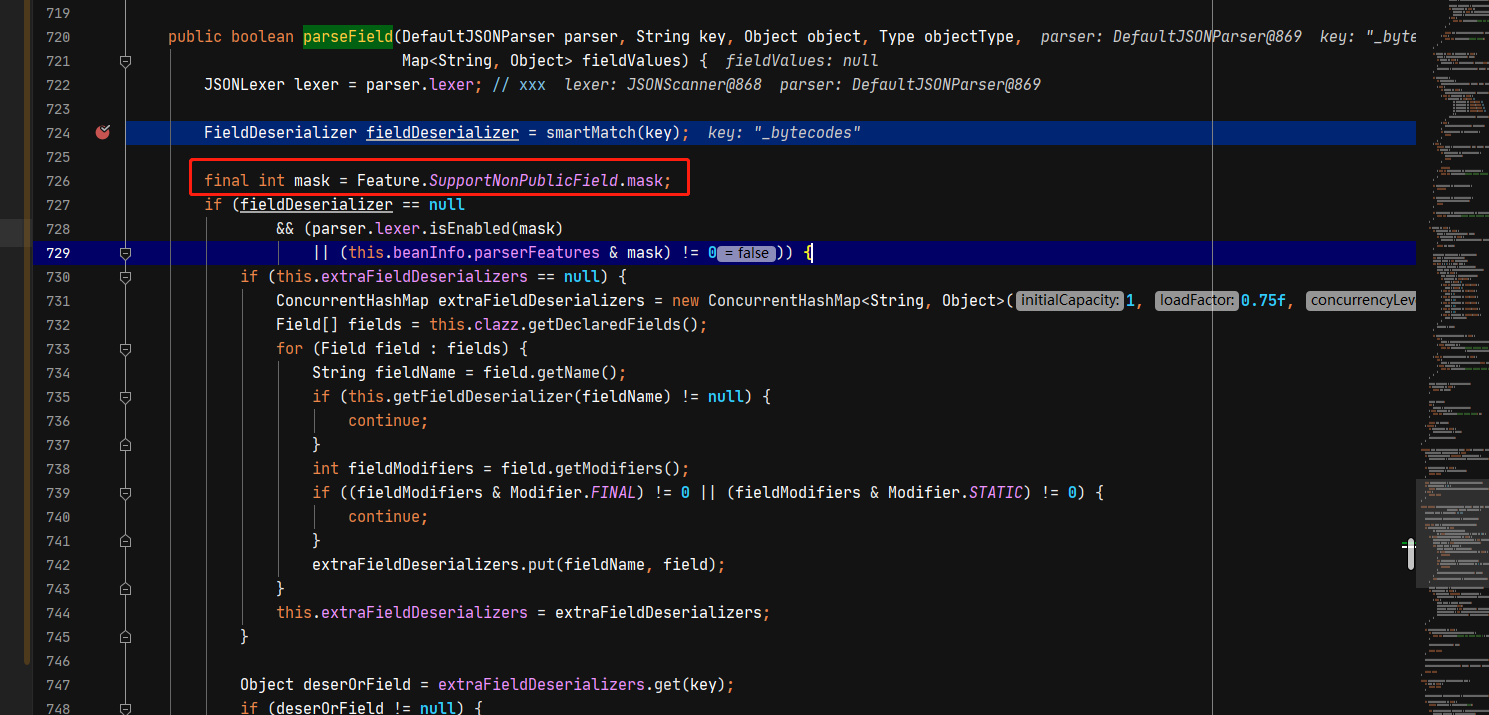 719
720 public boolean parseField(DefaultJSONParser parser, String key, Object object, Type objectType, parser: DefaultJSONParser@869 key: "_byte
721 Map<String, Object> fieldValues) { fieldValues: null
722 JSONLexer lexer = parser.lexer; // xxx lexer: JSONScanner@868 parser: DefaultJSONParser@869
723
724 FieldDeserializer fieldDeserializer = smartMatch(key); key: "_bytecodes"
725
726 final int mask = Feature.SupportNonPublicField.mask;
727 if (fieldDeserializer == null
728 && (parser.lexer.isEnabled(mask)
729 || (this.beanInfo.parserFeatures & mask) != 0 = false )) {
730 if (this.extraFieldDeserializers == null) {
731 ConcurrentHashMap extraFieldDeserializers = new ConcurrentHashMap<String, Object>( initialCapacity: 1, loadFactor: 0.75f, concurrencyLev
732 Field[] fields = this.clazz.getDeclaredFields();
733 for (Field field : fields) {
734 String fieldName = field.getName();
735 if (this.getFieldDeserializer(fieldName) != null) {
736 continue;
737 }
738 int fieldModifiers = field.getModifiers();
739 if ((fieldModifiers & Modifier.FINAL) != 0 || (fieldModifiers & Modifier.STATIC) != 0) {
740 continue;
741 }
742 extraFieldDeserializers.put(fieldName, field);
743 }
744 this.extraFieldDeserializers = extraFieldDeserializers;
745 }
746
747 Object deserOrField = extraFieldDeserializers.get(key);
748 if (deserOrField != null) {